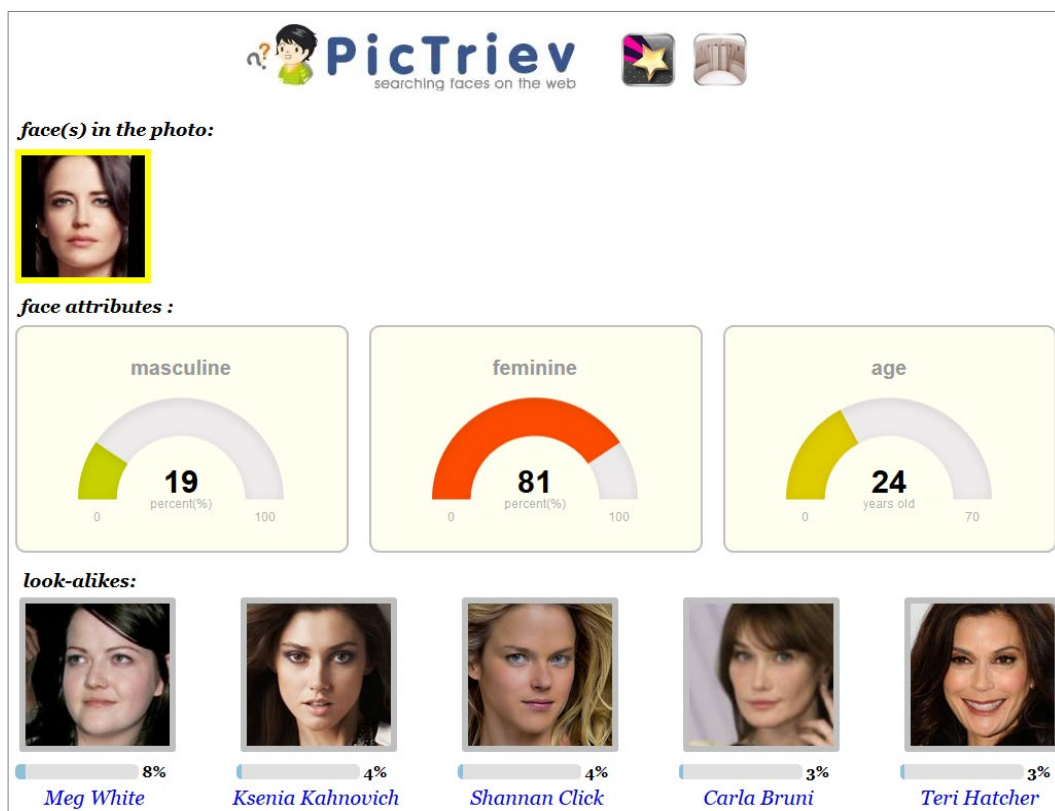 ?
PicTriev
searching faces on the web
face(s) in the photo:
face attributes :
masculine
19
percent(%)
0 100
feminine
81
percent(%)
0 100
age
24
years old
0 70
look-alikes:
8% 4% 4% 3% 3%
Meg White Ksenia Kahnovich Shannan Click Carla Bruni Teri Hatcher